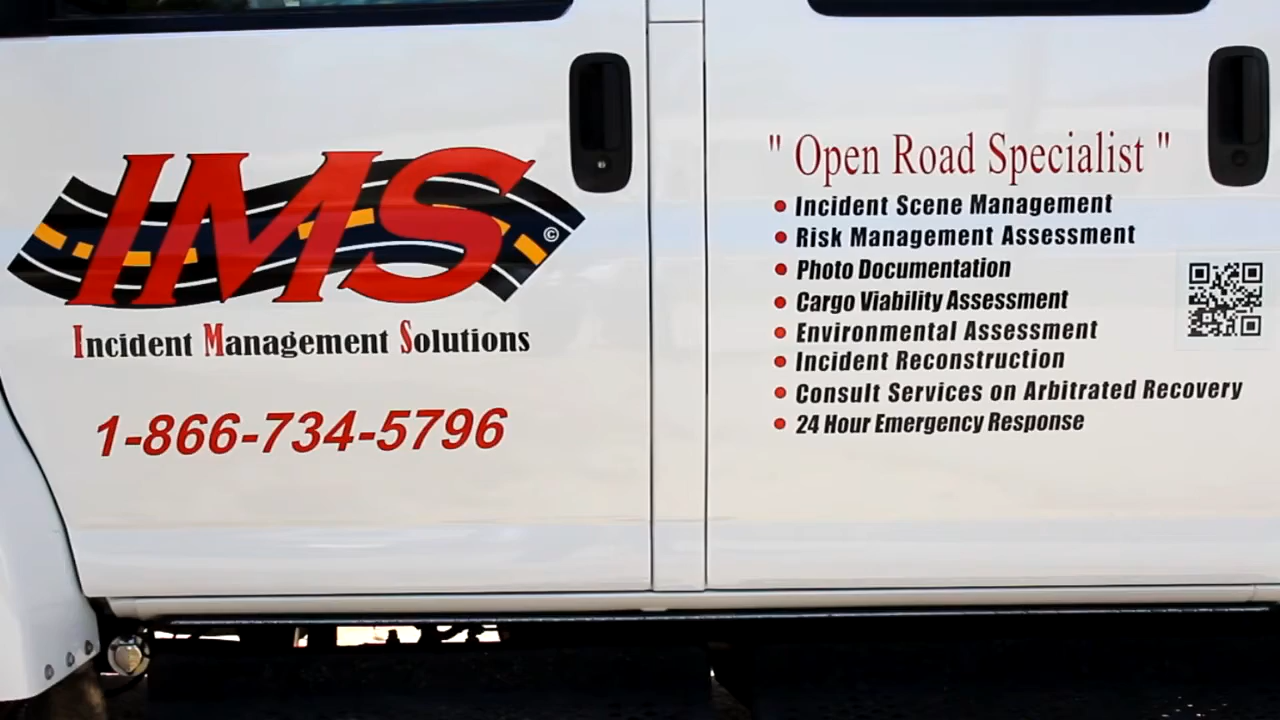 IMS
©
Incident Management Solutions
1-866-734-5796
" Open Road Specialist "
• Incident Scene Management
• Risk Management Assessment
• Photo Documentation
• Cargo Viability Assessment
• Environmental Assessment
• Incident Reconstruction
• Consult Services on Arbitrated Recovery
• 24 Hour Emergency Response